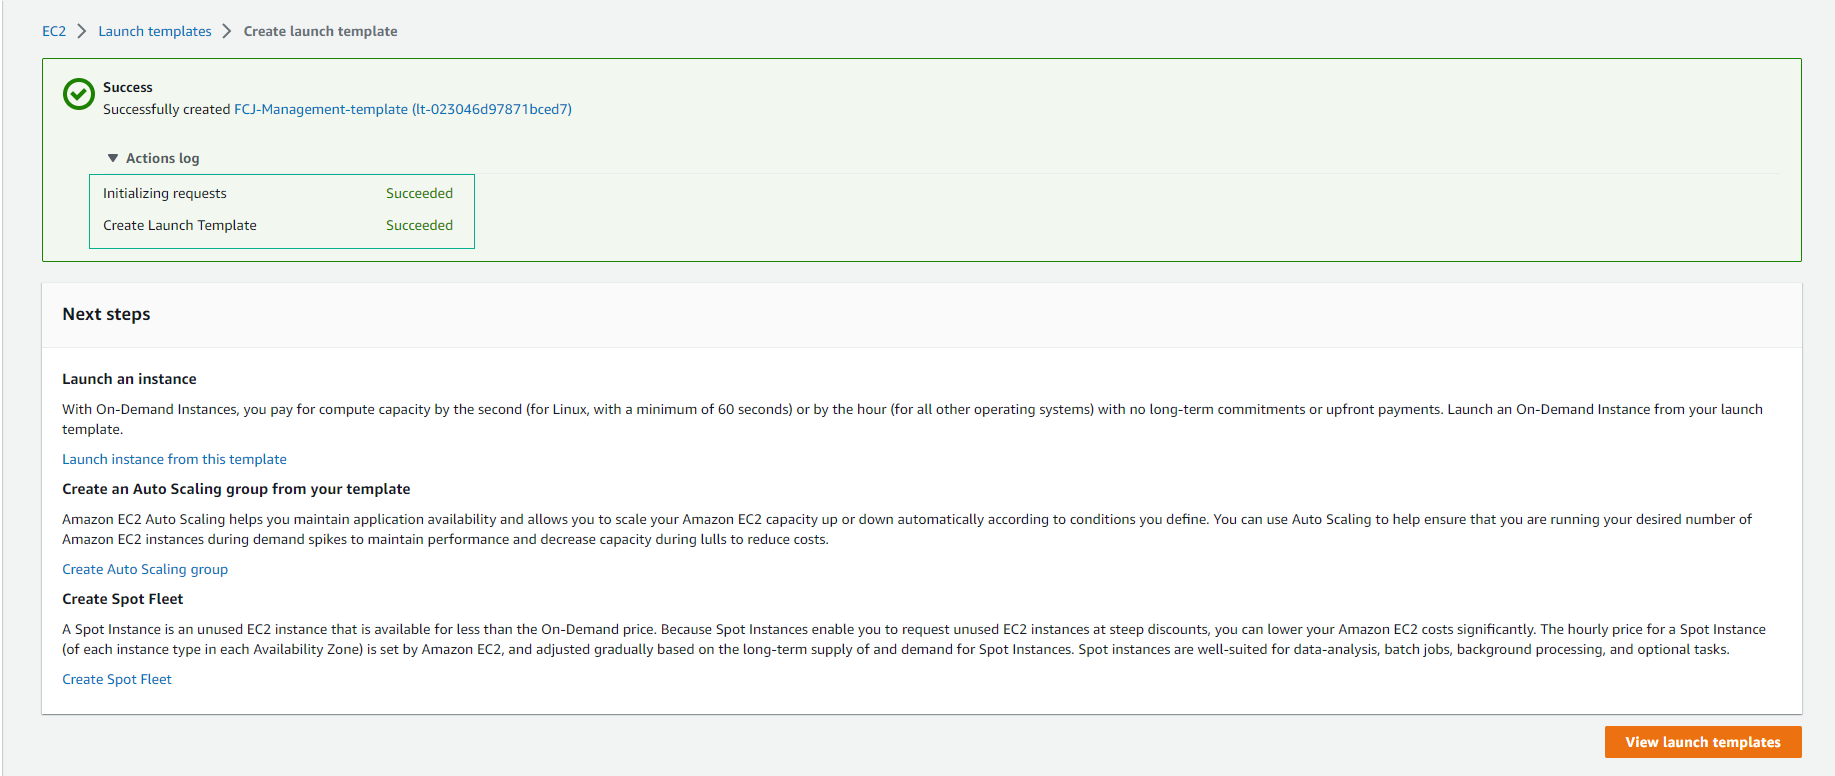 EC2 > Launch templates > Create launch template
Success
Successfully created FCJ-Management-template (lt-023046d97871bced7)
Actions log
Initializing requests Succeeded
Create Launch Template Succeeded
Next steps
Launch an instance
With On-Demand Instances, you pay for compute capacity by the second (for Linux, with a minimum of 60 seconds) or by the hour (for all other operating systems) with no long-term commitments or upfront payments. Launch an On-Demand Instance from your launch
template.
Launch instance from this template
Create an Auto Scaling group from your template
Amazon EC2 Auto Scaling helps you maintain application availability and allows you to scale your Amazon EC2 capacity up or down automatically according to conditions you define. You can use Auto Scaling to help ensure that you are running your desired number of
Amazon EC2 instances during demand spikes to maintain performance and decrease capacity during lulls to reduce costs.
Create Auto Scaling group
Create Spot Fleet
A Spot Instance is an unused EC2 instance that is available for less than the On-Demand price. Because Spot Instances enable you to request unused EC2 instances at steep discounts, you can lower your Amazon EC2 costs significantly. The hourly price for a Spot Instance
(of each instance type in each Availability Zone) is set by Amazon EC2, and adjusted gradually based on the long-term supply of and demand for Spot Instances. Spot instances are well-suited for data-analysis, batch jobs, background processing, and optional tasks.
Create Spot Fleet
View launch templates